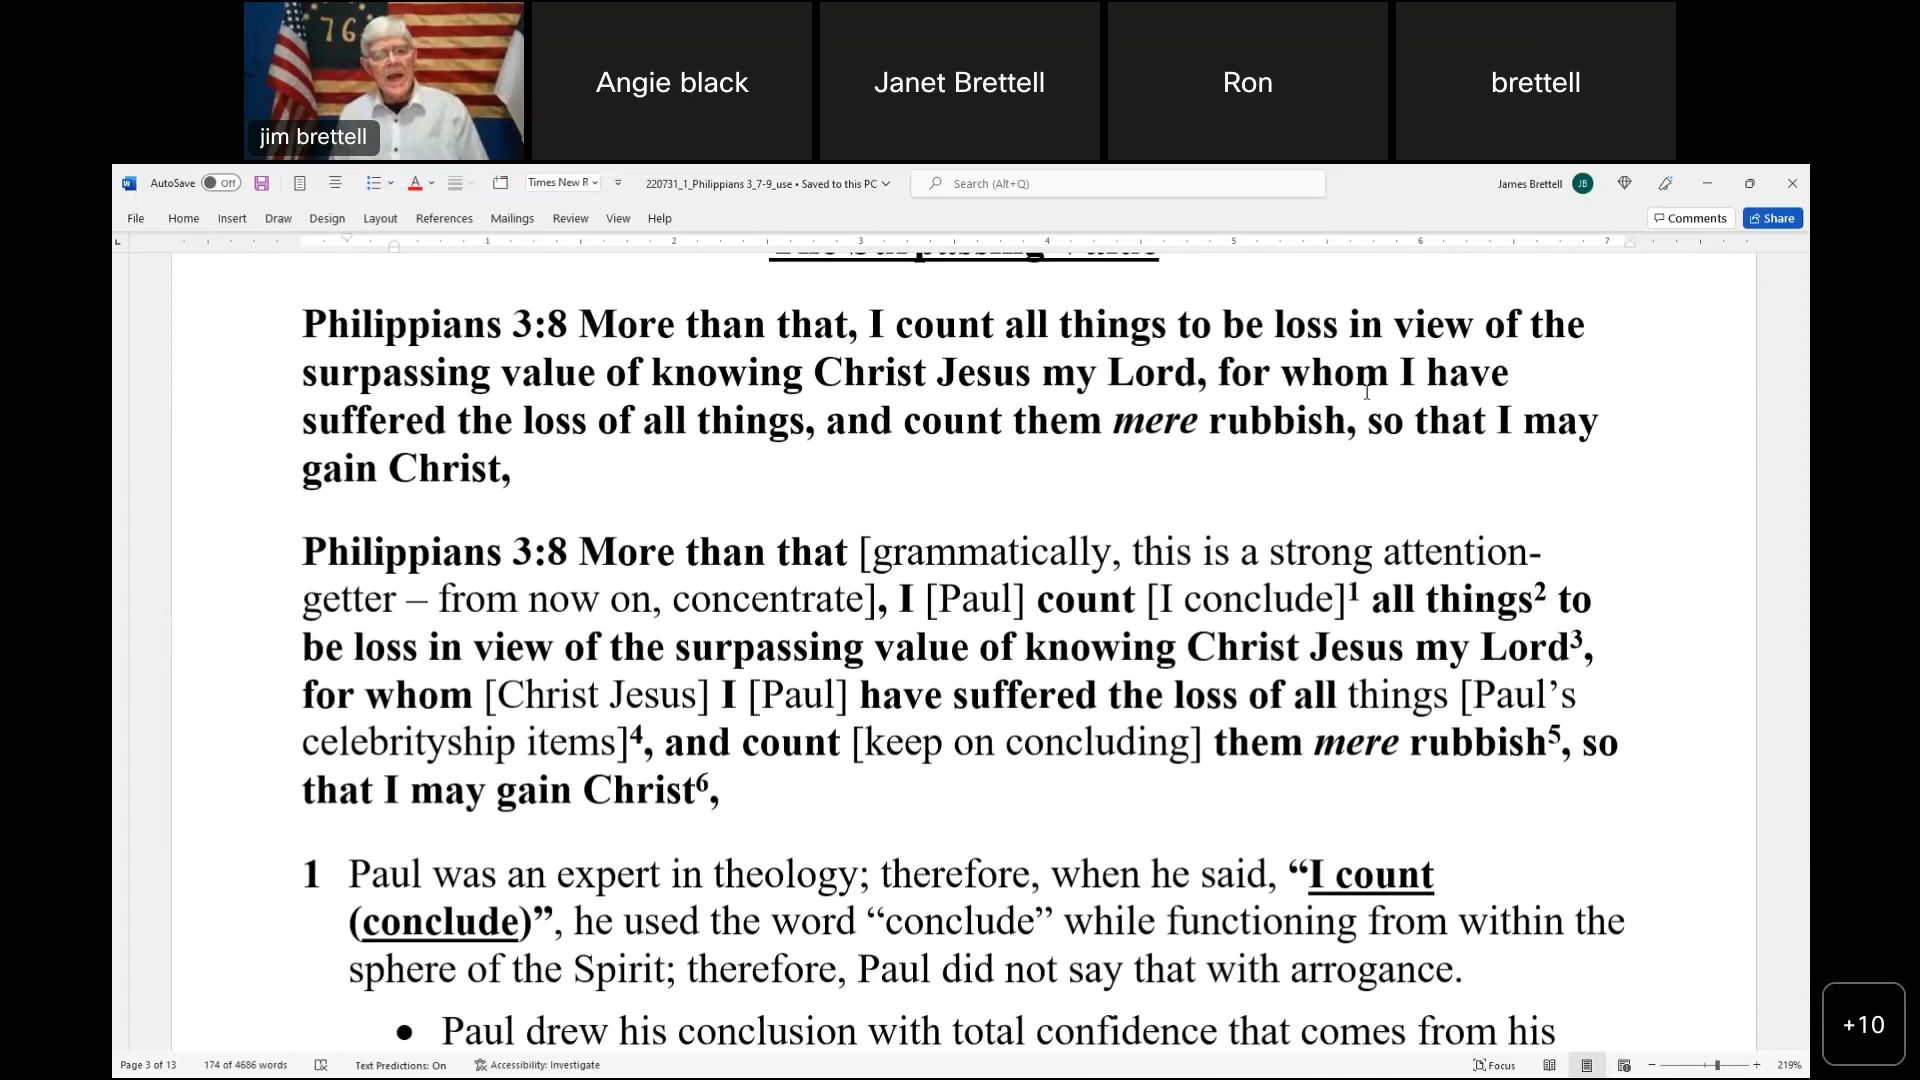 76
jim brettell
Angie black
Janet Brettell
Ron
brettell
AutoSave Off Times New R 220731_1_Philippians 3_7-9_use • Saved to this PC Search (Alt+Q) James Brettell JB
File Home Insert Draw Design Layout References Mailings Review View Help Comments Share
1 2 3 4 5 6 7
Philippians 3:8 More than that, I count all things to be loss in view of the
surpassing value of knowing Christ Jesus my Lord, for whom I have
suffered the loss of all things, and count them mere rubbish, so that I may
gain Christ,
Philippians 3:8 More than that [grammatically, this is a strong attention-
getter – from now on, concentrate], I [Paul] count [I conclude]¹ all things² to
be loss in view of the surpassing value of knowing Christ Jesus my Lord³,
for whom [Christ Jesus] I [Paul] have suffered the loss of all things [Paul’s
celebrityship items]⁴, and count [keep on concluding] them mere rubbish⁵, so
that I may gain Christ⁶,
1 Paul was an expert in theology; therefore, when he said, “I count
(conclude)”, he used the word “conclude” while functioning from within the
sphere of the Spirit; therefore, Paul did not say that with arrogance.
● Paul drew his conclusion with total confidence that comes from his
+10
Page 3 of 13 174 of 4686 words Text Predictions: On Accessibility: Investigate Focus 219%